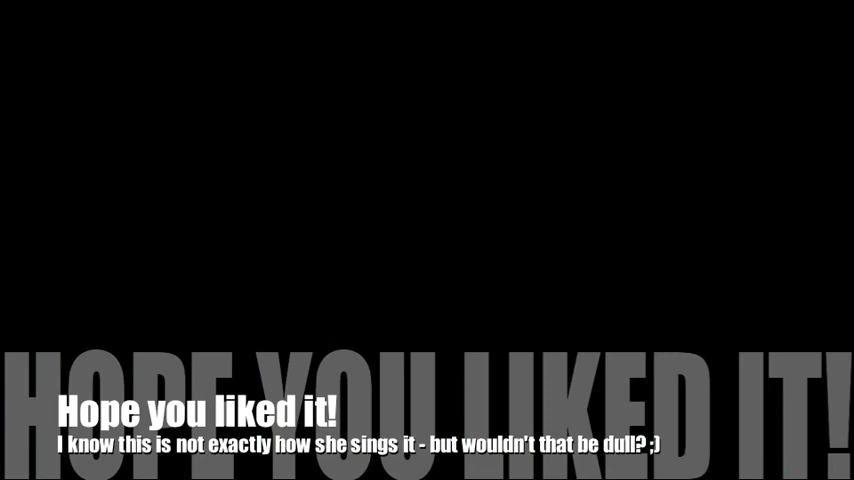 HOPE YOU LIKED IT!
Hope you liked it!
I know this is not exactly how she sings it - but wouldn't that be dull? ;)